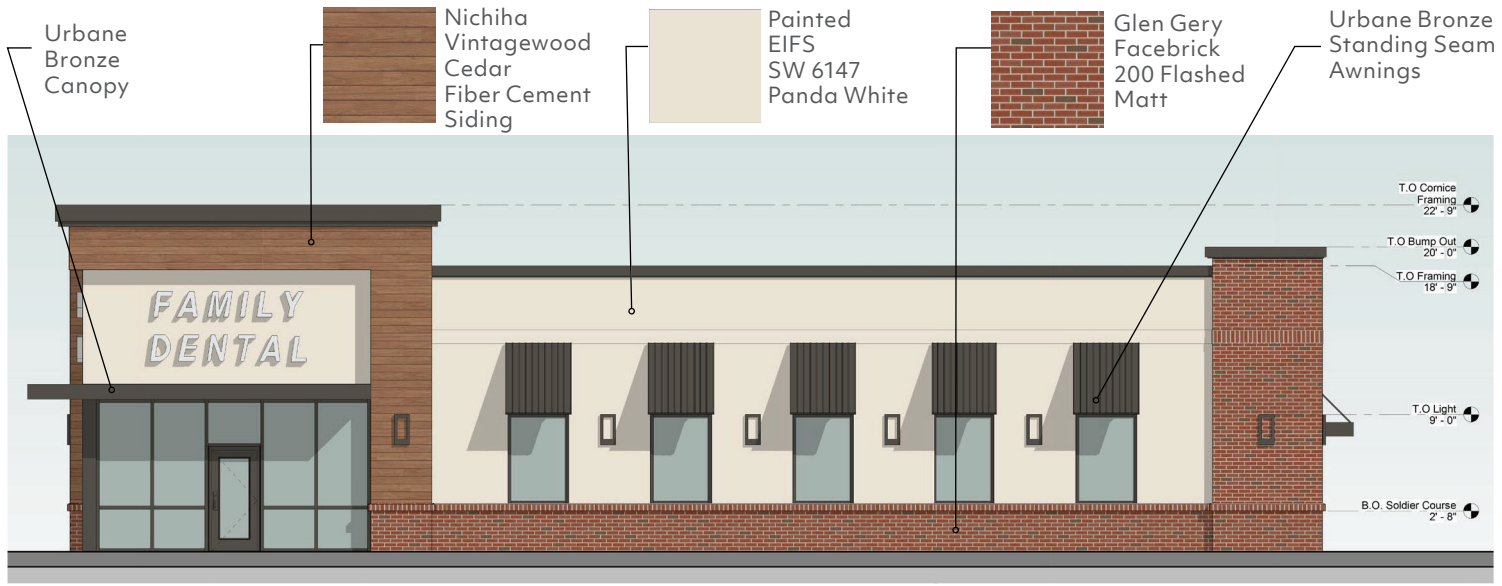 Urbane
Bronze
Canopy
Nichiha
Vintagewood
Cedar
Fiber Cement
Siding
Painted
EIFS
SW 6147
Panda White
Glen Gery
Facebrick
200 Flashed
Matt
Urbane Bronze
Standing Seam
Awnings
FAMILY
DENTAL
T.O Cornice
Framing
22' - 9"
T.O Bump Out
20' - 0"
T.O Framing
18' - 9"
T.O Light
9' - 0"
B.O. Soldier Course
2' - 8"